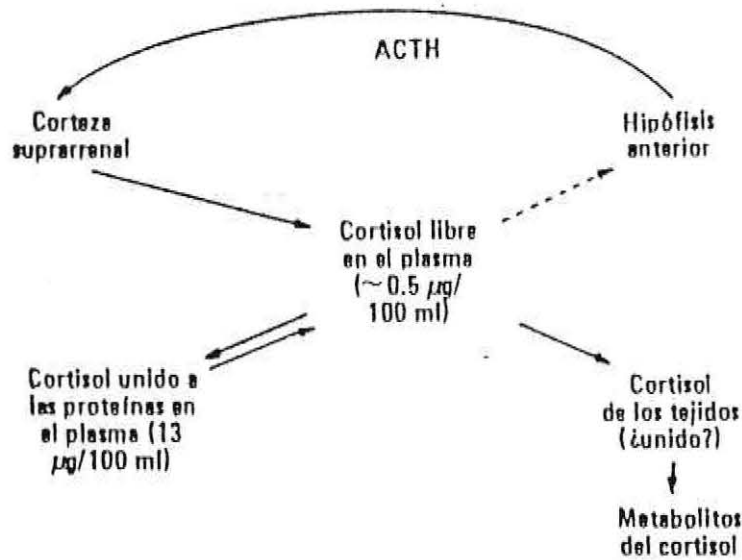 ACTH
Corteza
suprarrenal
Hipófisis
anterior
Cortisol libre
en el plasma
(~0.5 μg/
100 ml)
Cortisol unido a
las proteínas en
el plasma (13
μg/100 ml)
Cortisol
de los tejidos
(¿unido?)
Metabolitos
del cortisol